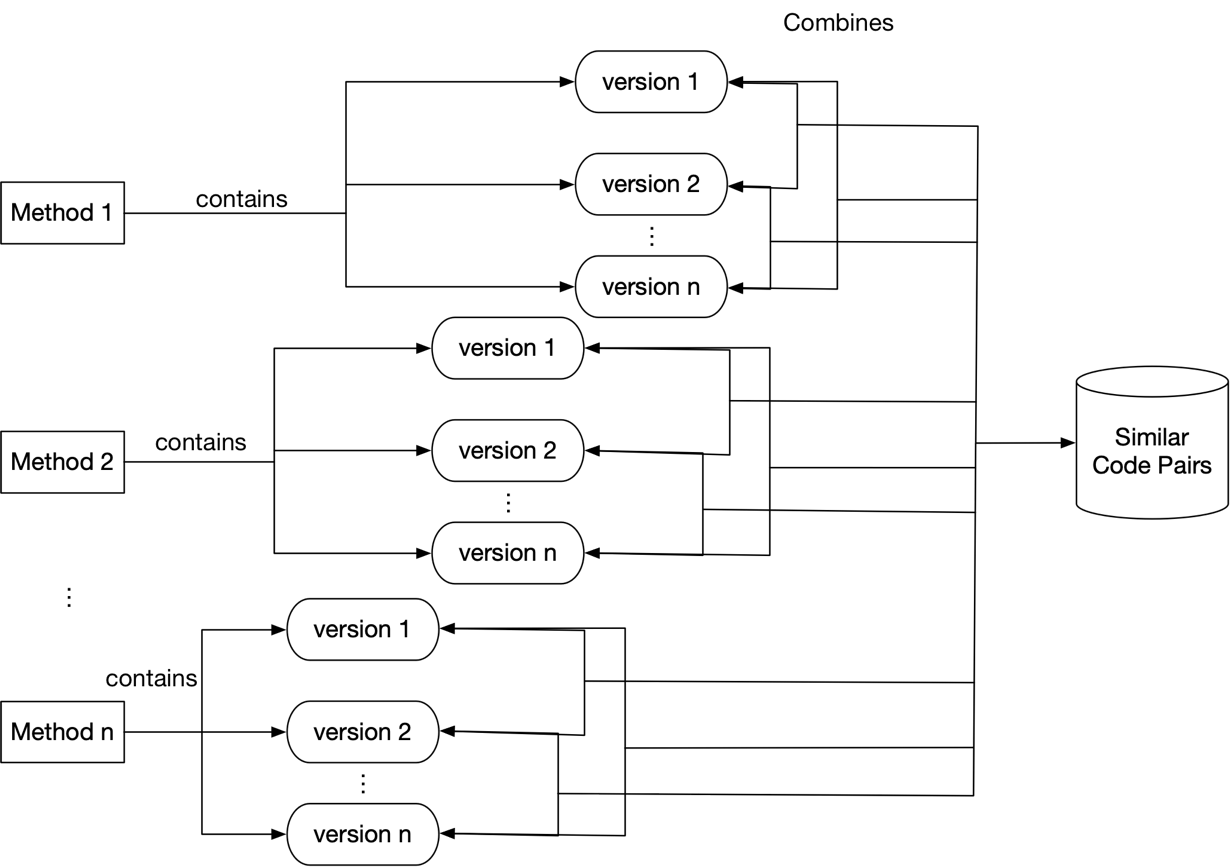 Combines
version 1
Method 1
contains
version 2
⋮
version n
version 1
Method 2
contains
version 2
⋮
version n
Similar
Code Pairs
⋮
version 1
contains
Method n
version 2
⋮
version n